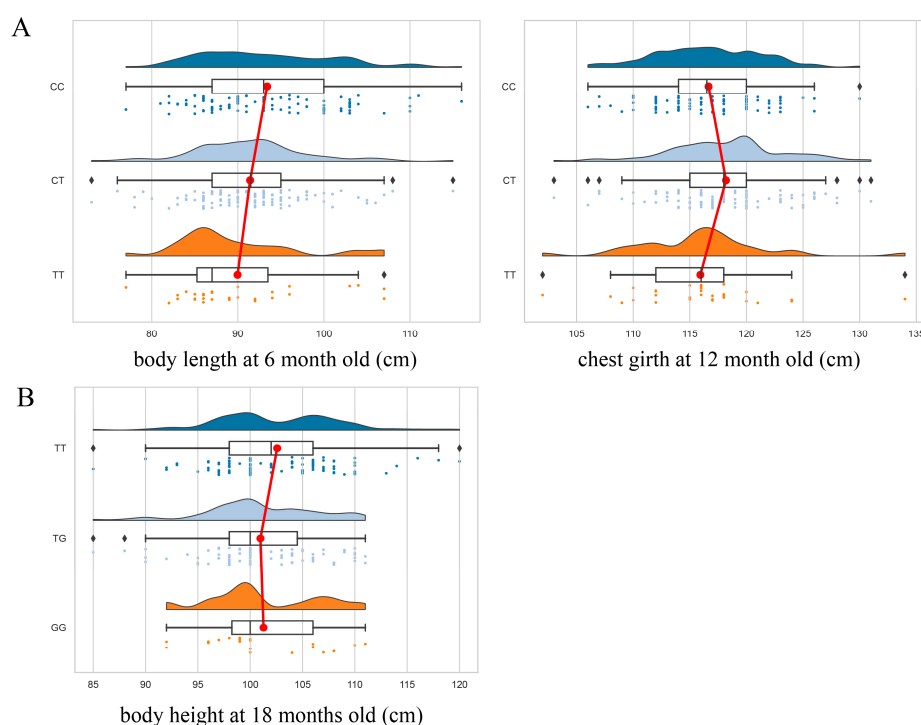 A
CC
CT
TT
80 90 100 110
body length at 6 month old (cm)
CC
CT
TT
105 110 115 120 125 130 135
chest girth at 12 month old (cm)
B
TT
TG
GG
85 90 95 100 105 110 115 120
body height at 18 months old (cm)